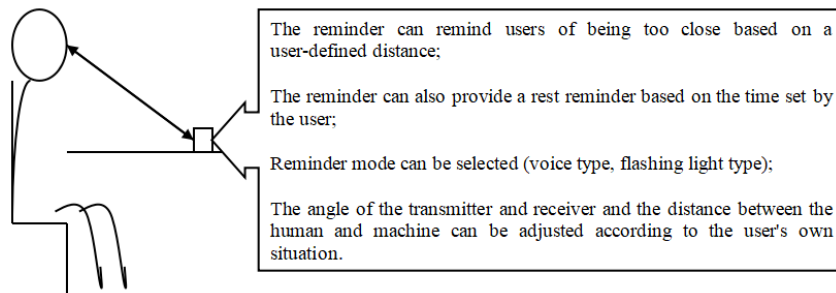 The reminder can remind users of being too close based on a
user-defined distance;
The reminder can also provide a rest reminder based on the time set by
the user;
Reminder mode can be selected (voice type, flashing light type);
The angle of the transmitter and receiver and the distance between the
human and machine can be adjusted according to the user's own
situation.